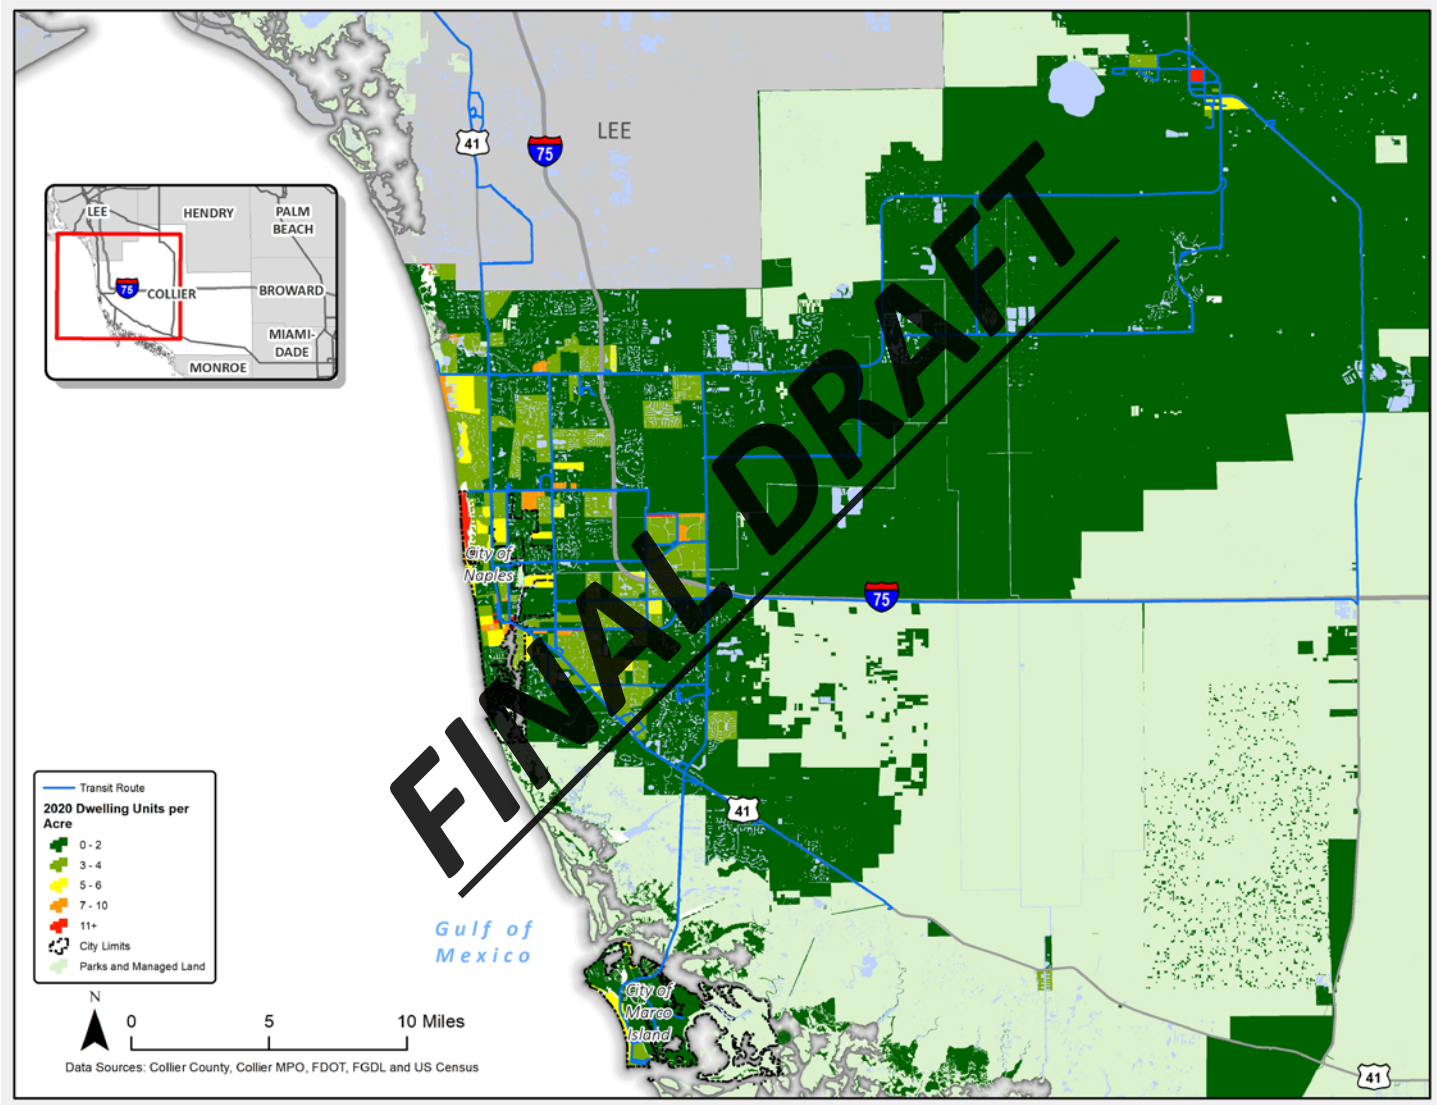 LEE
41
75
LEE
HENDRY
PALM
BEACH
75
COLLIER
BROWARD
MIAMI-
DADE
MONROE
City of
Naples
75
FINAL DRAFT
41
Transit Route
2020 Dwelling Units per
Acre
0 - 2
3 - 4
5 - 6
7 - 10
11+
City Limits
Parks and Managed Land
Gulf of
Mexico
City of
Marco
Island
N
0 5 10 Miles
Data Sources: Collier County, Collier MPO, FDOT, FGDL and US Census
41